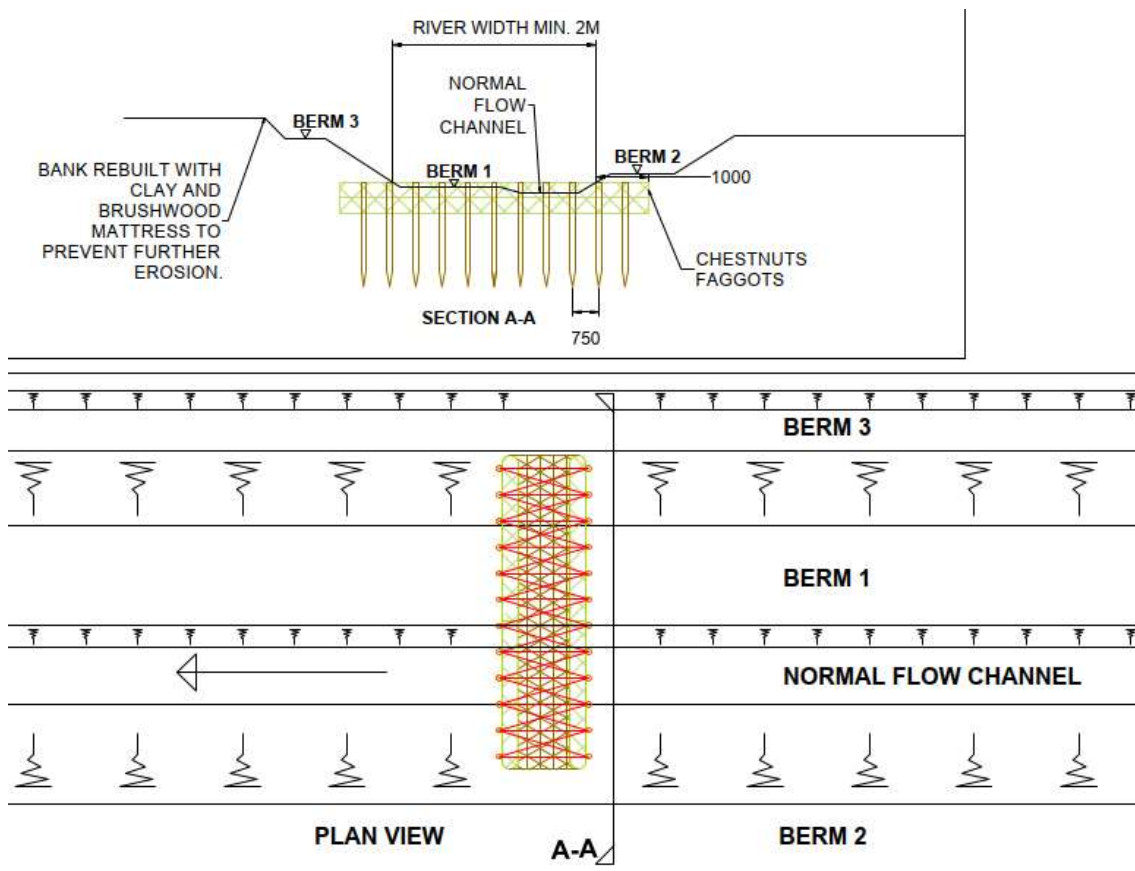 RIVER WIDTH MIN. 2M
NORMAL
FLOW
CHANNEL
BERM 3
BERM 1
BERM 2
1000
BANK REBUILT WITH
CLAY AND
BRUSHWOOD
MATTRESS TO
PREVENT FURTHER
EROSION.
CHESTNUTS
FAGGOTS
SECTION A-A
750
BERM 3
BERM 1
NORMAL FLOW CHANNEL
PLAN VIEW
A-A
BERM 2